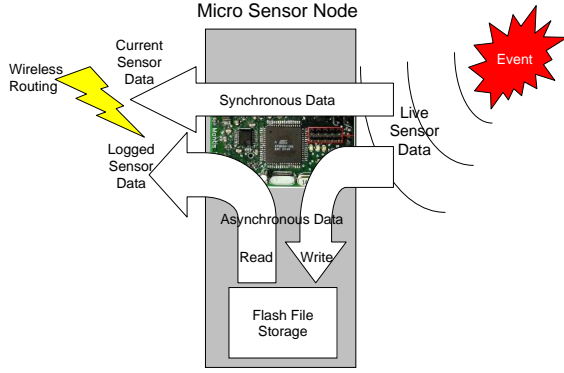 Micro Sensor Node
Current
Sensor
Data
Wireless
Routing
Event
Synchronous Data
Live
Sensor
Data
Logged
Sensor
Data
Asynchronous Data
Read
Write
Flash File
Storage